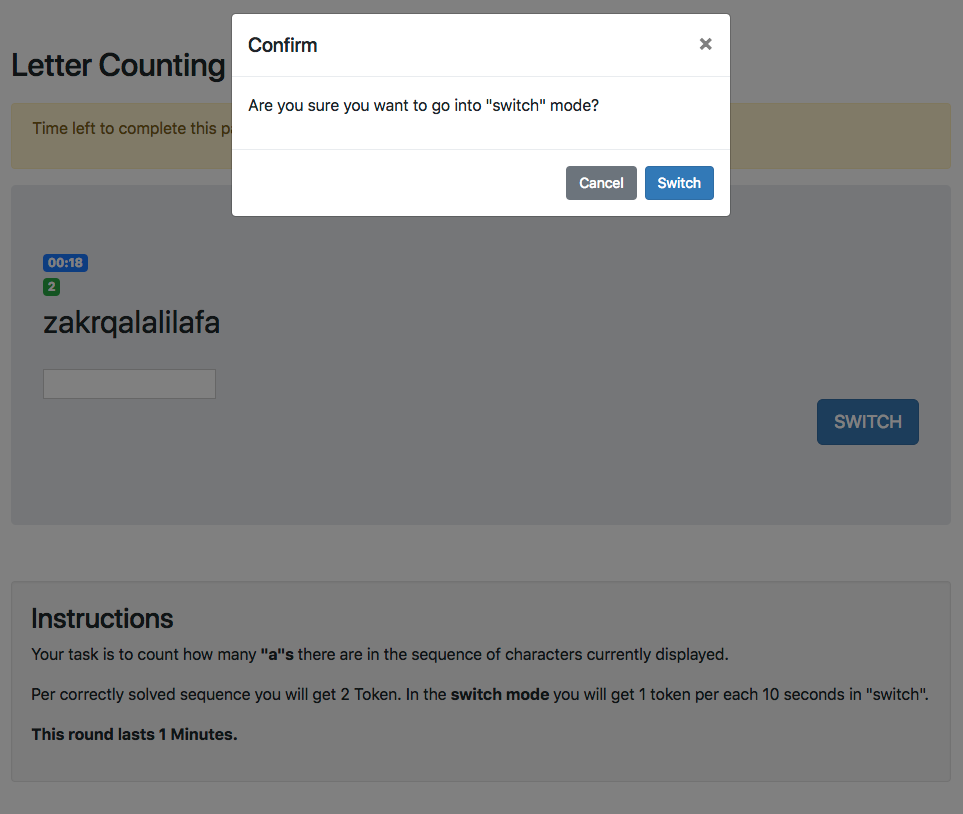 Confirm
×
Letter Counting
Are you sure you want to go into "switch" mode?
Time left to complete this
Cancel
Switch
00:18
2
zakrqalalilafa
SWITCH
Instructions
Your task is to count how many "a"s there are in the sequence of characters currently displayed.
Per correctly solved sequence you will get 2 Token. In the switch mode you will get 1 token per each 10 seconds in "switch".
This round lasts 1 Minutes.